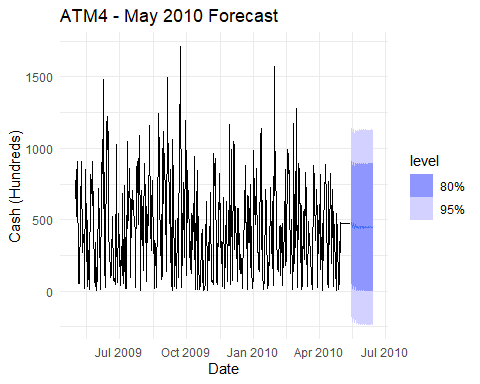 ATM4 - May 2010 Forecast
Cash (Hundreds)
1500
1000
500
0
Jul 2009
Oct 2009
Jan 2010
Apr 2010
Jul 2010
Date
level
80%
95%